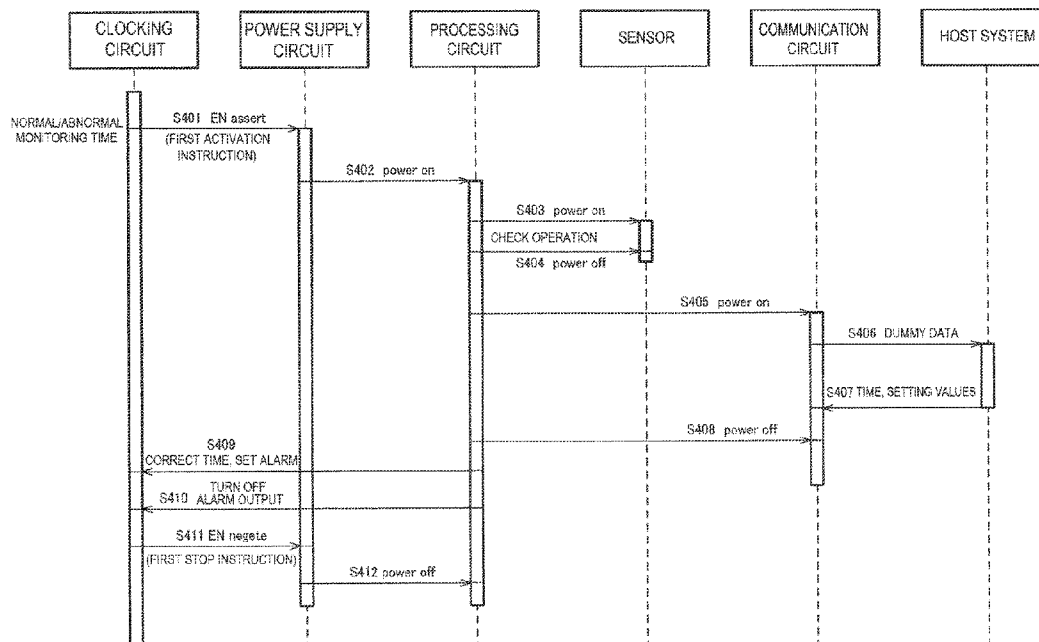 CLOCKING
CIRCUIT
POWER SUPPLY
CIRCUIT
PROCESSING
CIRCUIT
SENSOR
COMMUNICATION
CIRCUIT
HOST SYSTEM
NORMAL/ABNORMAL
MONITORING TIME
S401 EN assert
(FIRST ACTIVATION
INSTRUCTION)
S402 power on
S403 power on
CHECK OPERATION
S404 power off
S405 power on
S406 DUMMY DATA
S407 TIME, SETTING VALUES
S408 power off
S409
CORRECT TIME, SET ALARM
TURN OFF
S410 ALARM OUTPUT
S411 EN negete
(FIRST STOP INSTRUCTION)
S412 power off